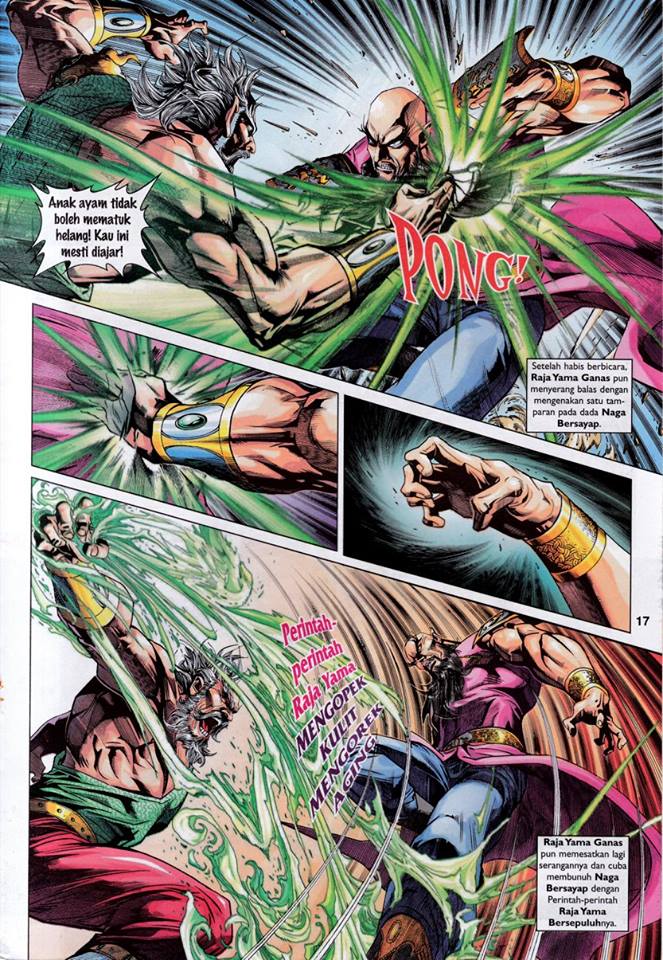 Anak ayam tidak
boleh mematuk
helang! Kau ini
mesti diajar!
PONG!
Setelah habis berbicara,
Raja Yama Ganas pun
menyerang balas dengan
mengenakan satu tam-
paran pada dada Naga
Bersayap.
17
Perintah-
perintah
Raja Yama-
MENGOPEK
KULIT
MENGOREK
AGING
Raja Yama Ganas
pun memesatkan lagi
serangannya dan cuba
membunuh Naga
Bersayap dengan
Perintah-perintah
Raja Yama
Bersepuluhnya.